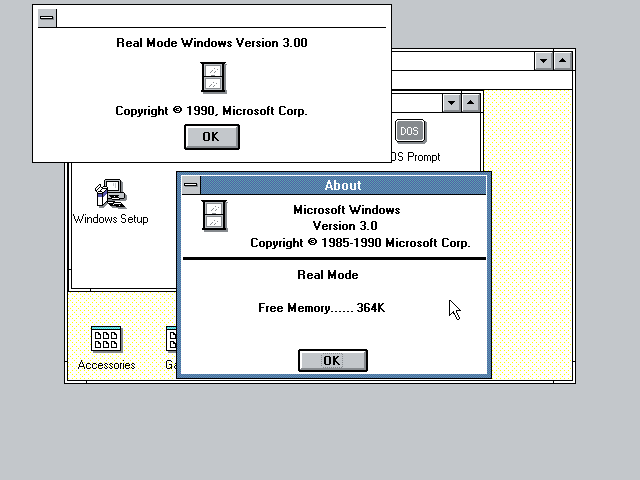 Real Mode Windows Version 3.00
Copyright © 1990, Microsoft Corp.
OK
DOS
OS Prompt
Windows Setup
About
Microsoft Windows
Version 3.0
Copyright © 1985-1990 Microsoft Corp.
Real Mode
Free Memory...... 364K
OK
Accessories
Ga